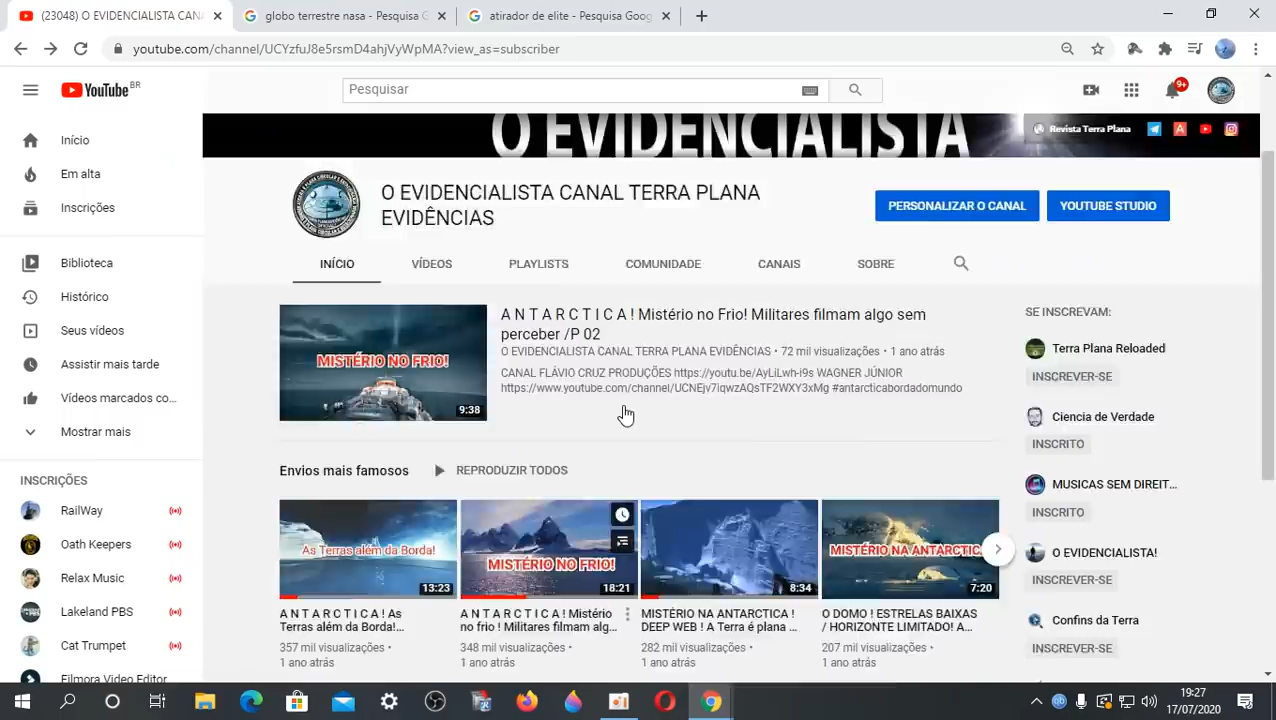 (23048) O EVIDENCIALISTA CANA
globo terrestre nasa - Pesquisa G
atirador de elite - Pesquisa Goog
youtube.com/channel/UCYzfuJ8e5rsmD4ahjVyWpMA?view_as=subscriber
YouTube BR
Pesquisar
9+
Início
Em alta
Inscrições
Biblioteca
Histórico
Seus vídeos
Assistir mais tarde
Vídeos marcados co...
Mostrar mais
INSCRIÇÕES
RailWay
Oath Keepers
Relax Music
Lakeland PBS
Cat Trumpet
Filmora Video Editor
O EVIDENCIALISTA
Revista Terra Plana
O EVIDENCIALISTA CANAL TERRA PLANA
EVIDÊNCIAS
PERSONALIZAR O CANAL
YOUTUBE STUDIO
INÍCIO
VÍDEOS
PLAYLISTS
COMUNIDADE
CANAIS
SOBRE
MISTÉRIO NO FRIO!
9:38
A N T A R C T I C A ! Mistério no Frio! Militares filmam algo sem
perceber /P 02
O EVIDENCIALISTA CANAL TERRA PLANA EVIDÊNCIAS • 72 mil visualizações • 1 ano atrás
CANAL FLÁVIO CRUZ PRODUÇÕES https://youtu.be/AyLiLwh-i9s WAGNER JÚNIOR
https://www.youtube.com/channel/UCNEjv7iqwzAQsTF2WXY3xMg #antarcticabordadomundo
Envios mais famosos
REPRODUZIR TODOS
As Terras além da Borda!
13:23
A N T A R C T I C A ! As
Terras além da Borda!...
357 mil visualizações •
1 ano atrás
MISTÉRIO NO FRIO!
18:21
A N T A R C T I C A ! Mistério
no frio ! Militares filmam alg...
348 mil visualizações •
1 ano atrás
8:34
MISTÉRIO NA ANTARCTICA !
DEEP WEB ! A Terra é plana ...
282 mil visualizações •
1 ano atrás
MISTÉRIO NA ANTARCTIC
7:20
O DOMO ! ESTRELAS BAIXAS
/ HORIZONTE LIMITADO! A...
207 mil visualizações •
1 ano atrás
SE INSCREVAM:
Terra Plana Reloaded
INSCREVER-SE
Ciencia de Verdade
INSCRITO
MUSICAS SEM DIREIT...
INSCRITO
O EVIDENCIALISTA!
INSCREVER-SE
Confins da Terra
INSCREVER-SE
19:27
17/07/2020